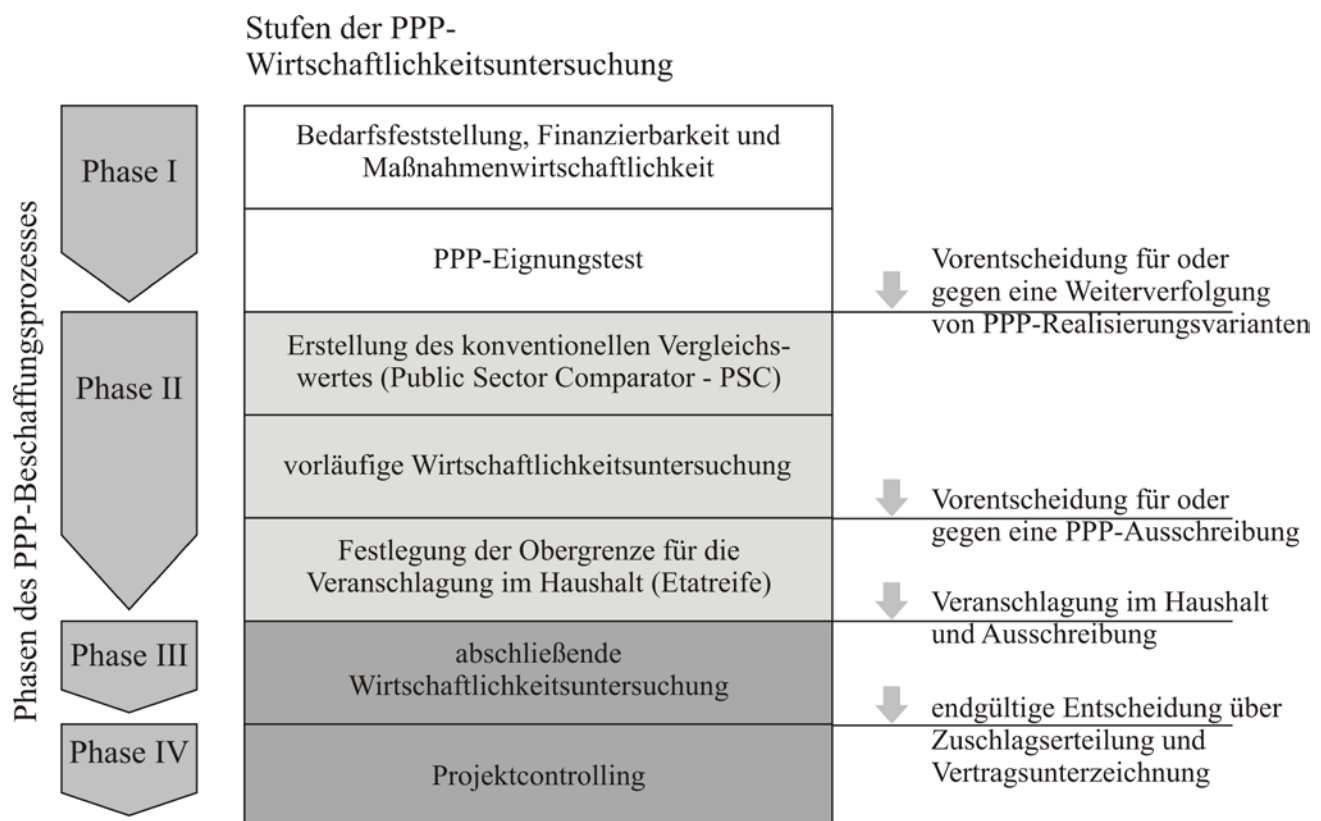 Stufen der PPP-
Wirtschaftlichkeitsuntersuchung
Phasen des PPP-Beschaffungsprozesses
Phase I
Bedarfsfeststellung, Finanzierbarkeit und
Maßnahmenwirtschaftlichkeit
PPP-Eignungstest
Vorentscheidung für oder
gegen eine Weiterverfolgung
von PPP-Realisierungsvarianten
Phase II
Erstellung des konventionellen Vergleichs-
wertes (Public Sector Comparator - PSC)
vorläufige Wirtschaftlichkeitsuntersuchung
Vorentscheidung für oder
gegen eine PPP-Ausschreibung
Festlegung der Obergrenze für die
Veranschlagung im Haushalt (Etatreife)
Veranschlagung im Haushalt
und Ausschreibung
Phase III
abschließende
Wirtschaftlichkeitsuntersuchung
endgültige Entscheidung über
Zuschlagserteilung und
Vertragsunterzeichnung
Phase IV
Projektcontrolling